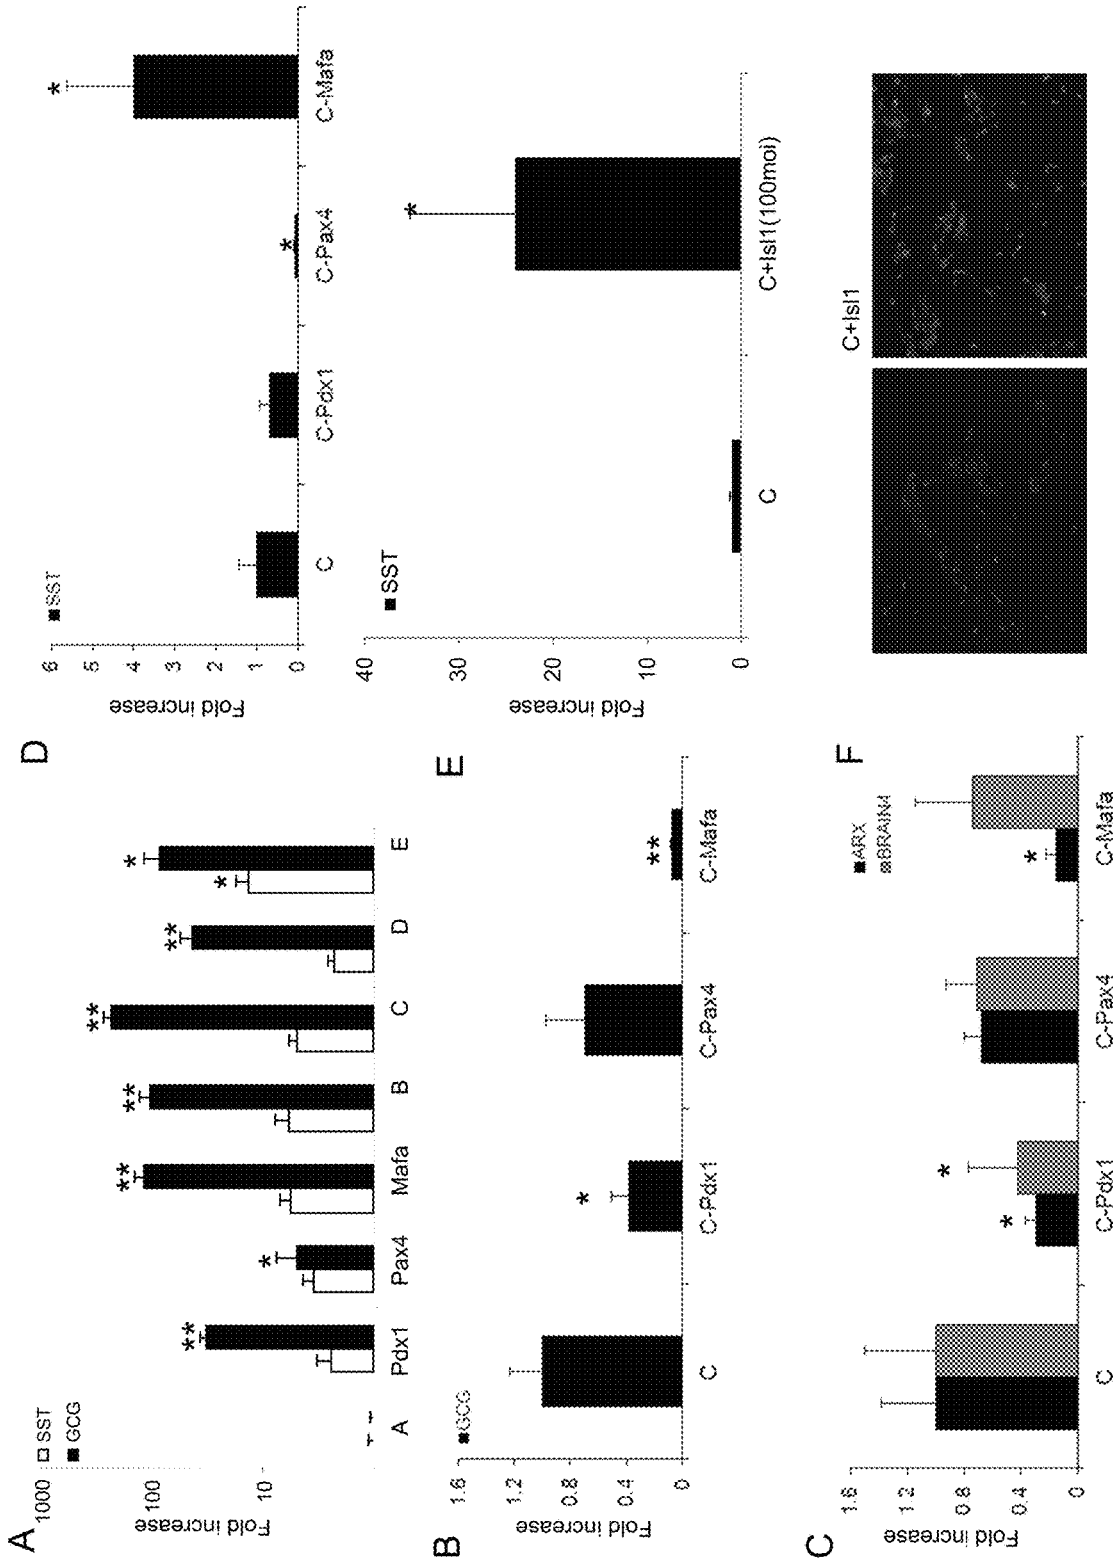 A
□ SST
■ GCG
Fold increase
1000
100
10
A
Pdx1
Pax4
Mafa
B
C
D
E
**
*
**
**
**
**
*
*
B
■GCG
Fold increase
1.6
1.2
0.8
0.4
0
C
C-Pdx1
C-Pax4
C-Mafa
*
**
C
■ARX
BRAIN4
Fold increase
1.6
1.2
0.8
0.4
0
C
C-Pdx1
C-Pax4
C-Mafa
*
*
*
D
■SST
Fold increase
6
5
4
3
2
1
0
C
C-Pdx1
C-Pax4
C-Mafa
*
*
E
■SST
Fold increase
40
30
20
10
0
C
C+Isl1(100moi)
*
F
C+Isl1